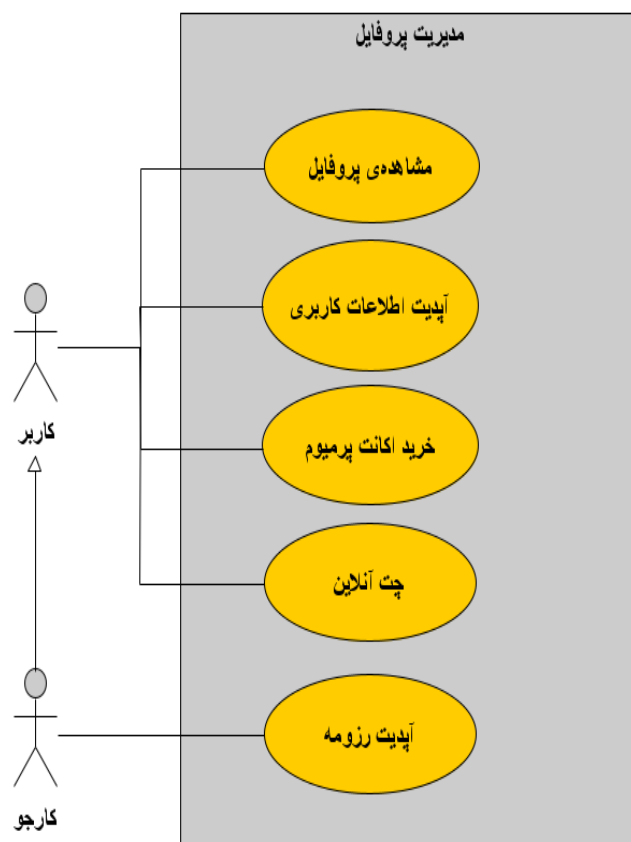 مدیریت پروفایل
مشاهده‌ی پروفایل
آپدیت اطلاعات کاربری
کاربر
خرید اکانت پرمیوم
چت آنلاین
آپدیت رزومه
کارجو